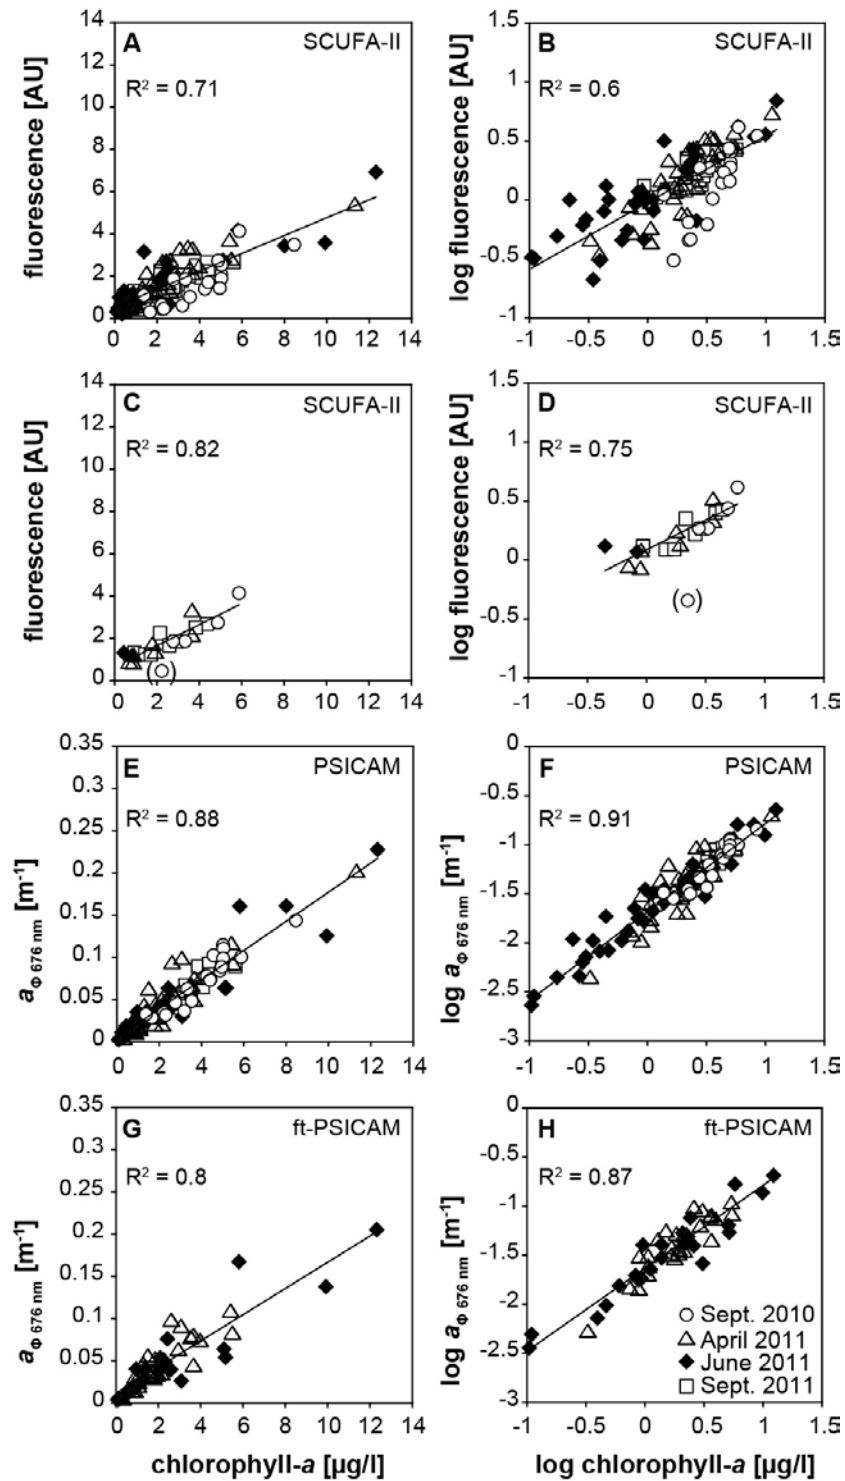 A SCUFA-II
R² = 0.71
fluorescence [AU]
14
12
10
8
6
4
2
0
0 2 4 6 8 10 12 14
B SCUFA-II
R² = 0.6
log fluorescence [AU]
1.5
1
0.5
0
-0.5
-1
-1 -0.5 0 0.5 1 1.5
C SCUFA-II
R² = 0.82
fluorescence [AU]
14
12
10
8
6
4
2
0
0 2 4 6 8 10 12 14
D SCUFA-II
R² = 0.75
log fluorescence [AU]
1.5
1
0.5
0
-0.5
-1
-1 -0.5 0 0.5 1 1.5
E PSICAM
R² = 0.88
aΦ 676 nm [m⁻¹]
0.35
0.3
0.25
0.2
0.15
0.1
0.05
0
0 2 4 6 8 10 12 14
F PSICAM
R² = 0.91
log aΦ 676 nm [m⁻¹]
-0
-0.5
-1
-1.5
-2
-2.5
-3
-1 -0.5 0 0.5 1 1.5
G ft-PSICAM
R² = 0.8
aΦ 676 nm [m⁻¹]
0.35
0.3
0.25
0.2
0.15
0.1
0.05
0
0 2 4 6 8 10 12 14
chlorophyll-a [µg/l]
H ft-PSICAM
R² = 0.87
log aΦ 676 nm [m⁻¹]
0
-0.5
-1
-1.5
-2
-2.5
-3
Sept. 2010
April 2011
June 2011
Sept. 2011
-1 -0.5 0 0.5 1 1.5
log chlorophyll-a [µg/l]